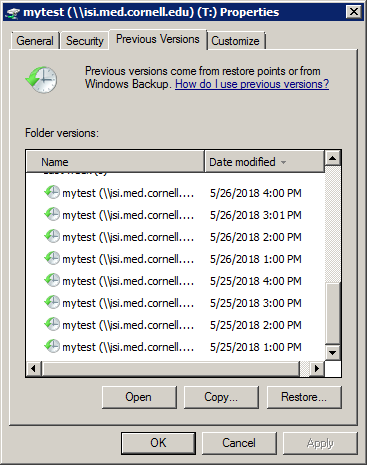 mytest (\\isi.med.cornell.edu) (T:) Properties
General Security Previous Versions Customize
Previous versions come from restore points or from
Windows Backup. How do I use previous versions?
Folder versions:
Name Date modified
mytest (\\isi.med.cornell.... 5/26/2018 4:00 PM
mytest (\\isi.med.cornell.... 5/26/2018 3:01 PM
mytest (\\isi.med.cornell.... 5/26/2018 2:00 PM
mytest (\\isi.med.cornell.... 5/26/2018 1:00 PM
mytest (\\isi.med.cornell.... 5/25/2018 4:00 PM
mytest (\\isi.med.cornell.... 5/25/2018 3:00 PM
mytest (\\isi.med.cornell.... 5/25/2018 2:00 PM
mytest (\\isi.med.cornell.... 5/25/2018 1:00 PM
Open Copy... Restore...
OK Cancel Apply